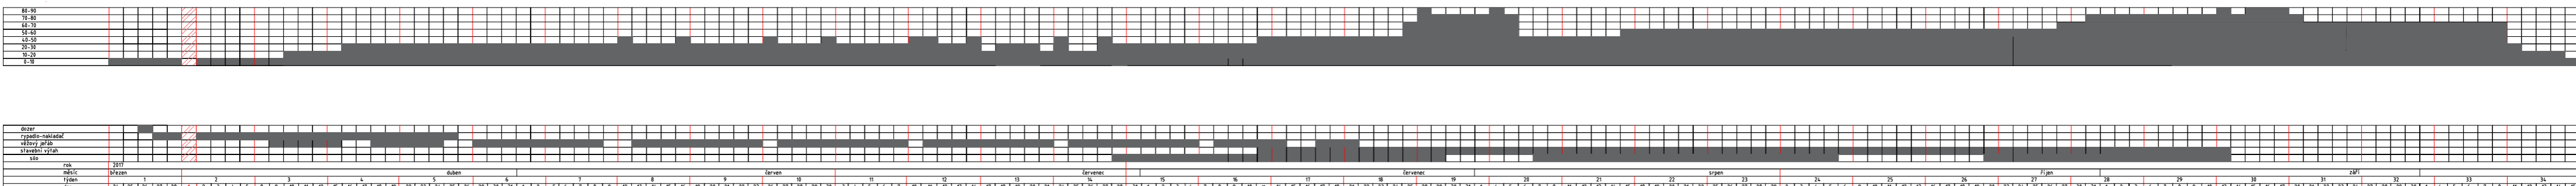 80-90
70-80
60-70
50-60
40-50
20-30
10-20
0-10
dozer
rypadlo-nakladač
věžový jeřáb
stavební výtah
silo
rok 2017
měsíc březen duben červen červenec červenec srpen říjen září
týden 1 2 3 4 5 6 7 8 9 10 11 12 13 14 15 16 17 18 19 20 21 22 23 24 25 26 27 28 29 30 31 32 33 34